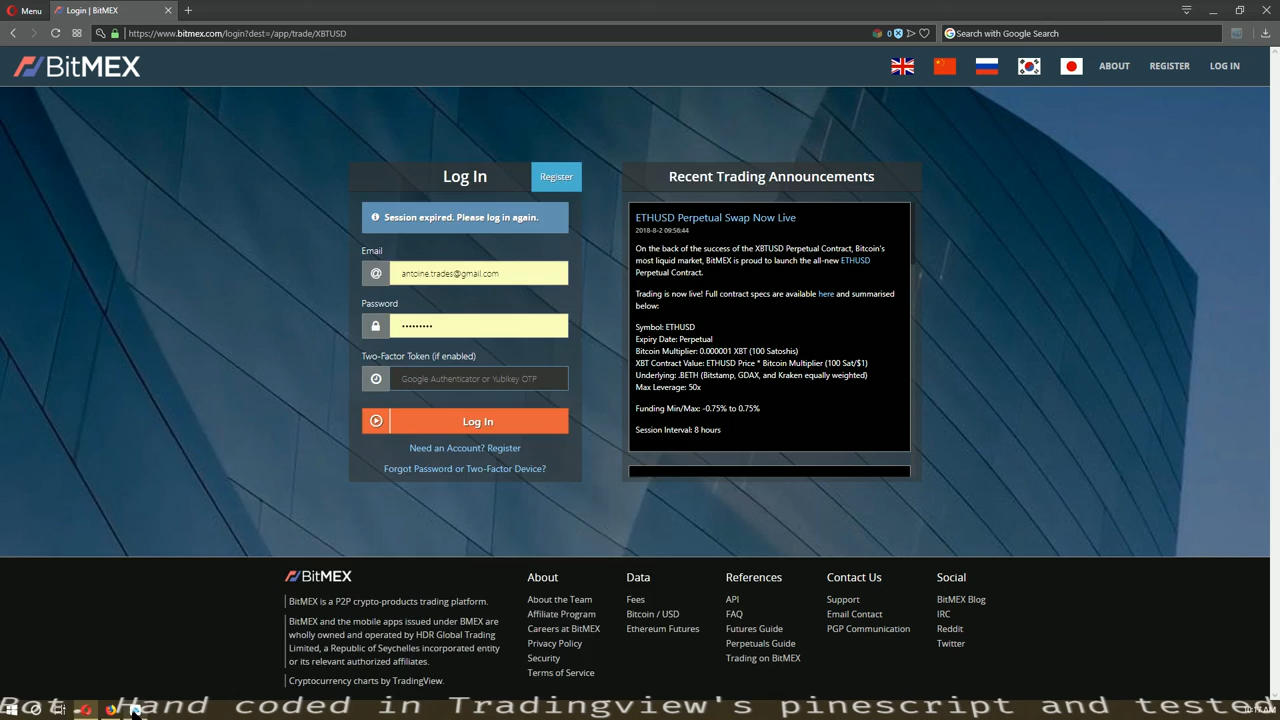 Menu
Login | BitMEX
https://www.bitmex.com/login?dest=/app/trade/XBTUSD
0
Search with Google Search
BitMEX
ABOUT
REGISTER
LOG IN
Log In
Register
Session expired. Please log in again.
Email
antoine.trades@gmail.com
Password
•••••••••
Two-Factor Token (if enabled)
Google Authenticator or Yubikey OTP
Log In
Need an Account? Register
Forgot Password or Two-Factor Device?
Recent Trading Announcements
ETHUSD Perpetual Swap Now Live
2018-8-2 09:56:44
On the back of the success of the XBTUSD Perpetual Contract, Bitcoin's
most liquid market, BitMEX is proud to launch the all-new ETHUSD
Perpetual Contract.
Trading is now live! Full contract specs are available here and summarised
below:
Symbol: ETHUSD
Expiry Date: Perpetual
Bitcoin Multiplier: 0.000001 XBT (100 Satoshis)
XBT Contract Value: ETHUSD Price * Bitcoin Multiplier (100 Sat/$1)
Underlying: .BETH (Bitstamp, GDAX, and Kraken equally weighted)
Max Leverage: 50x
Funding Min/Max: -0.75% to 0.75%
Session Interval: 8 hours
BitMEX
BitMEX is a P2P crypto-products trading platform.
BitMEX and the mobile apps issued under BMEX are
wholly owned and operated by HDR Global Trading
Limited, a Republic of Seychelles incorporated entity
or its relevant authorized affiliates.
Cryptocurrency charts by TradingView.
About
About the Team
Affiliate Program
Careers at BitMEX
Privacy Policy
Security
Terms of Service
Data
Fees
Bitcoin / USD
Ethereum Futures
References
API
FAQ
Futures Guide
Perpetuals Guide
Trading on BitMEX
Contact Us
Support
Email Contact
PGP Communication
Social
BitMEX Blog
IRC
Reddit
Twitter
Bot - Hand coded in Tradingview's pinescript and teste
10:17 AM